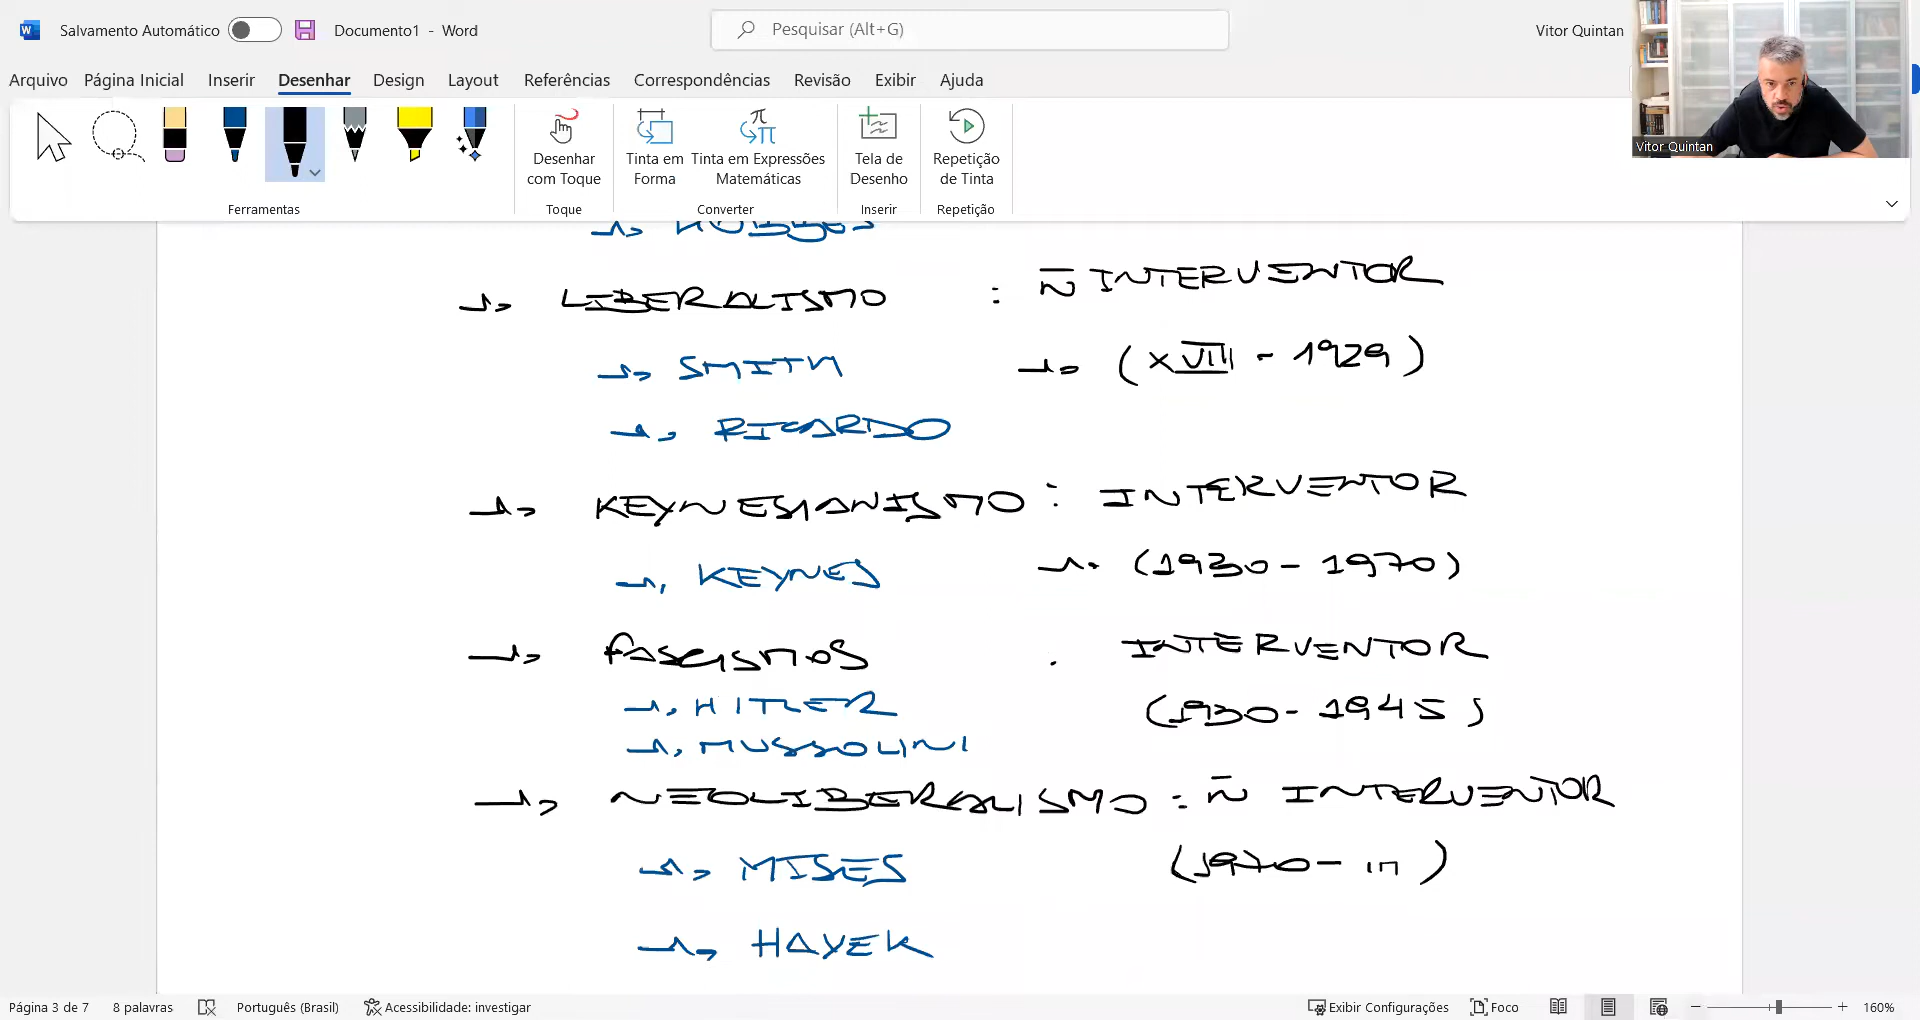 Salvamento Automático
Documento1 - Word
Pesquisar (Alt+G)
Vitor Quintan
Arquivo Página Inicial Inserir Desenhar Design Layout Referências Correspondências Revisão Exibir Ajuda
Desenhar com Toque
Tinta em Forma
Tinta em Expressões Matemáticas
Tela de Desenho
Repetição de Tinta
Vitor Quintan
Ferramentas Toque Converter Inserir Repetição
HOBBES
LIBERALISMO : ñ INTERVENTOR
SMITH (XVIII - 1929)
RICARDO
KEYNESIANISMO : INTERVENTOR
KEYNES (1930 - 1970)
FASCISMOS . INTERVENTOR
HITLER (1930 - 1945)
MUSSOLINI
NEOLIBERALISMO : ñ INTERVENTOR
MISES (1970 - )
HAYEK
Página 3 de 7 8 palavras Português (Brasil) Acessibilidade: investigar Exibir Configurações Foco 160%